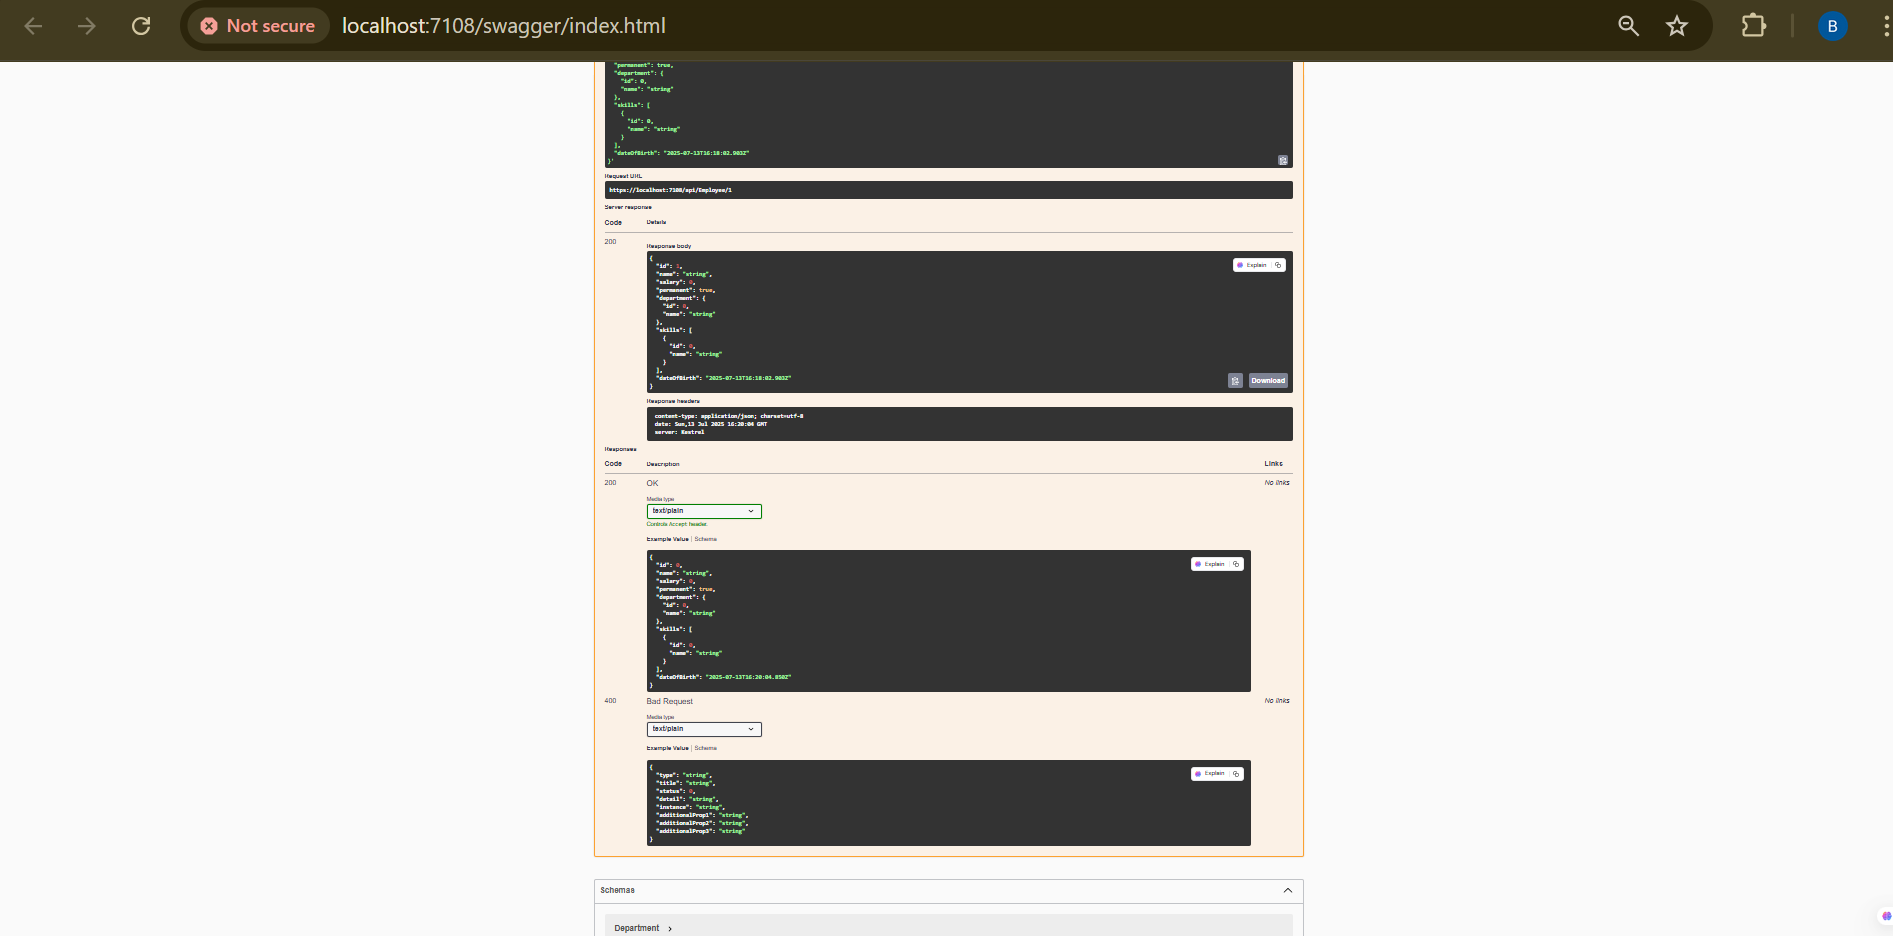 Not secure localhost:7108/swagger/index.html B
"permanent": true,
"department": {
"id": 0,
"name": "string"
},
"skills": [
{
"id": 0,
"name": "string"
}
],
"dateOfBirth": "2025-07-13T16:18:02.903Z"
}'
Request URL
https://localhost:7108/api/Employee/1
Server response
Code Details
200
Response body
{
"id": 1,
"name": "string",
"salary": 0,
"permanent": true,
"department": {
"id": 0,
"name": "string"
},
"skills": [
{
"id": 0,
"name": "string"
}
],
"dateOfBirth": "2025-07-13T16:18:02.903Z"
}
Explain
Download
Response headers
content-type: application/json; charset=utf-8
date: Sun,13 Jul 2025 16:20:04 GMT
server: Kestrel
Responses
Code Description Links
200 OK No links
Media type
text/plain
Controls Accept header.
Example Value | Schema
{
"id": 0,
"name": "string",
"salary": 0,
"permanent": true,
"department": {
"id": 0,
"name": "string"
},
"skills": [
{
"id": 0,
"name": "string"
}
],
"dateOfBirth": "2025-07-13T16:20:04.850Z"
}
Explain
400 Bad Request No links
Media type
text/plain
Example Value | Schema
{
"type": "string",
"title": "string",
"status": 0,
"detail": "string",
"instance": "string",
"additionalProp1": "string",
"additionalProp2": "string",
"additionalProp3": "string"
}
Explain
Schemas
Department